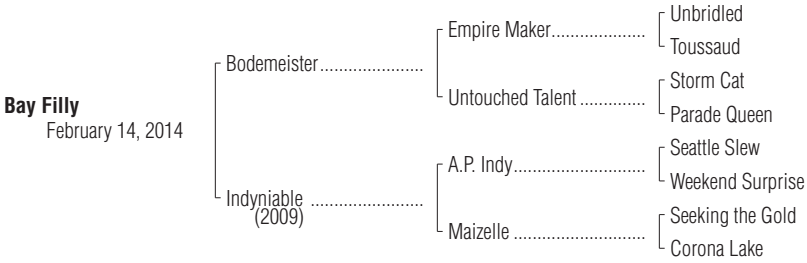 Unbridled
Empire Maker....................
Toussaud
Bodemeister......................
Storm Cat
Untouched Talent ..............
Parade Queen
Bay Filly
February 14, 2014
Seattle Slew
A.P. Indy............................
Weekend Surprise
Indyniable ........................
(2009)
Seeking the Gold
Maizelle ............................
Corona Lake